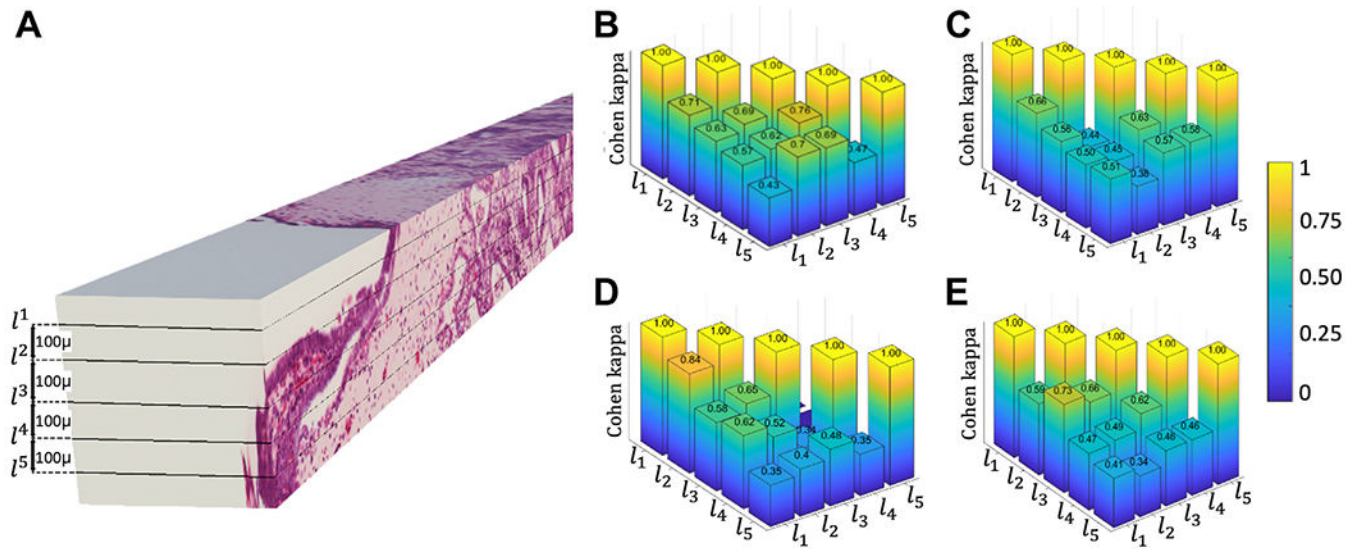 A
l¹
100µ
l²
100µ
l³
100µ
l⁴
100µ
l⁵
B
Cohen kappa
1.00 1.00 1.00 1.00 1.00
0.71 0.69 0.76
0.63 0.62 0.69
0.57 0.7 0.47
0.43
l₁ l₂ l₃ l₄ l₅
l₁ l₂ l₃ l₄ l₅
C
Cohen kappa
1.00 1.00 1.00 1.00 1.00
0.66 0.44 0.63 0.58
0.56 0.45 0.57
0.50 0.38
0.51
l₁ l₂ l₃ l₄ l₅
l₁ l₂ l₃ l₄ l₅
D
Cohen kappa
1.00 1.00 1.00 1.00 1.00
0.84 0.65 0.34
0.58 0.52 0.48 0.35
0.62 0.4
0.35
l₁ l₂ l₃ l₄ l₅
l₁ l₂ l₃ l₄ l₅
E
Cohen kappa
1.00 1.00 1.00 1.00 1.00
0.59 0.73 0.66 0.62
0.47 0.49 0.46 0.46
0.41 0.34
l₁ l₂ l₃ l₄ l₅
l₁ l₂ l₃ l₄ l₅
1
0.75
0.50
0.25
0